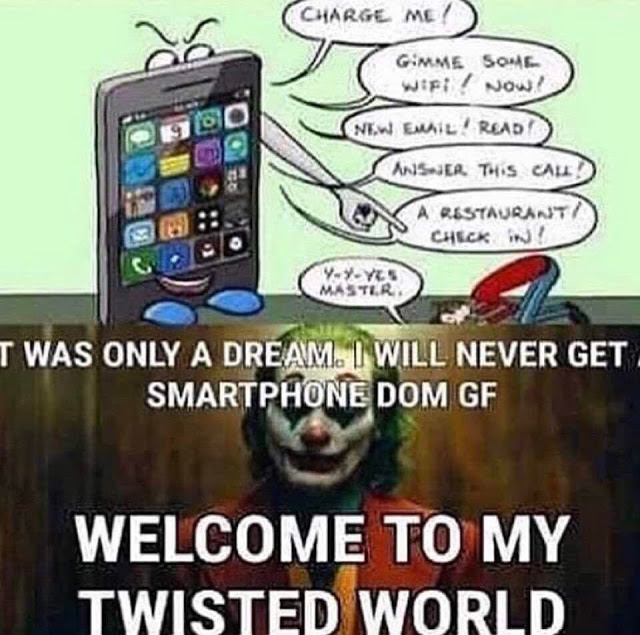 CHARGE ME!
GIMME SOME
WIFI! NOW!
NEW EMAIL! READ!
ANSWER THIS CALL!
A RESTAURANT!
CHECK IN!
9
Y-Y-YES
MASTER.
T WAS ONLY A DREAM. I WILL NEVER GET
SMARTPHONE DOM GF
WELCOME TO MY
TWISTED WORLD